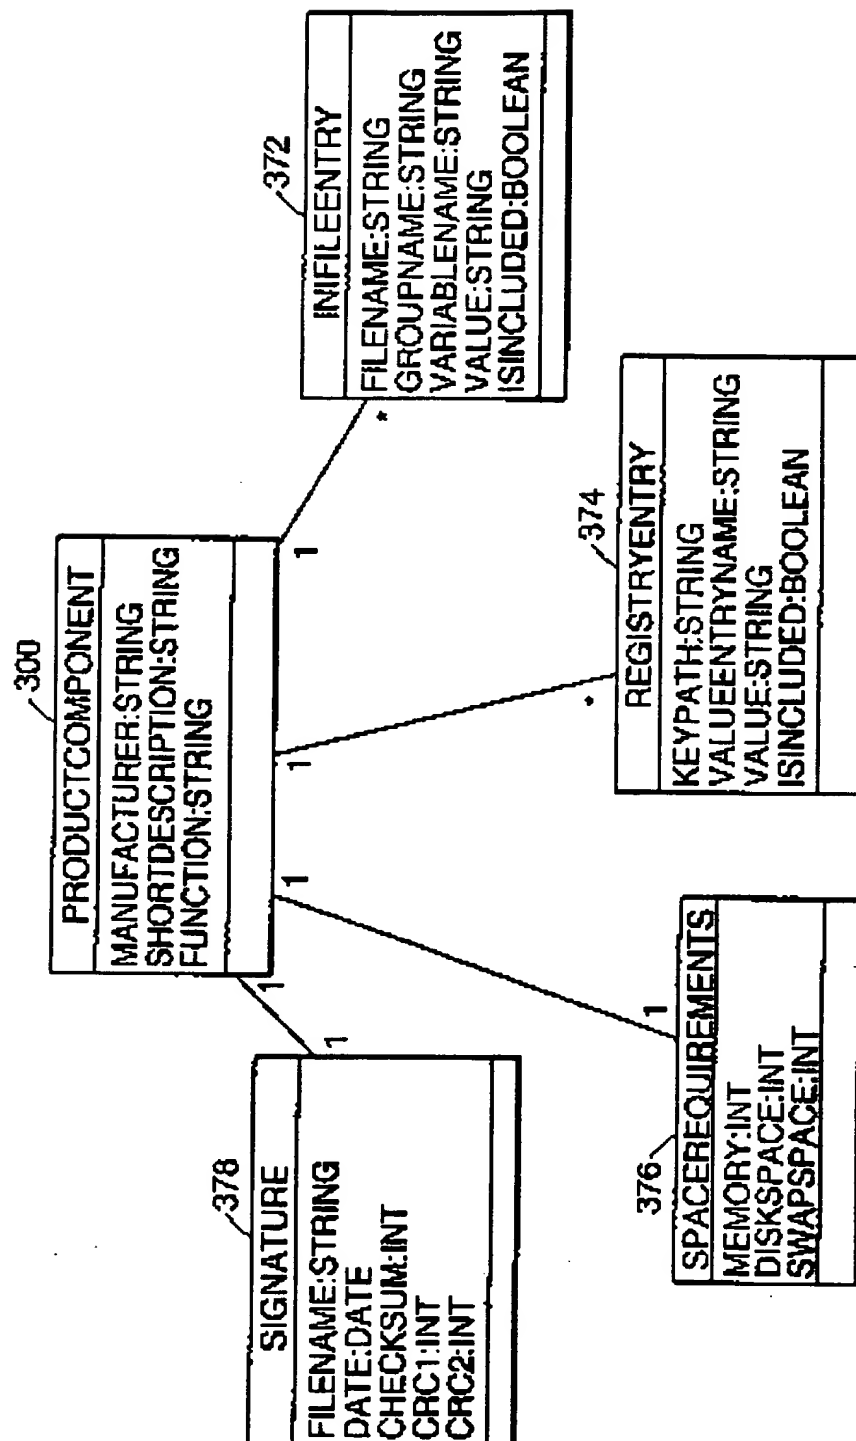 300
PRODUCTCOMPONENT
MANUFACTURER:STRING
SHORTDESCRIPTION:STRING
FUNCTION:STRING
1
1
1
1
378
SIGNATURE
FILENAME:STRING
DATE:DATE
CHECKSUM:INT
CRC1:INT
CRC2:INT
1
372
INIFILEENTRY
FILENAME:STRING
GROUPNAME:STRING
VARIABLENAME:STRING
VALUE:STRING
ISINCLUDED:BOOLEAN
*
376
SPACEREQUIREMENTS
MEMORY:INT
DISKSPACE:INT
SWAPSPACE:INT
1
374
REGISTRYENTRY
KEYPATH:STRING
VALUEENTRYNAME:STRING
VALUE:STRING
ISINCLUDED:BOOLEAN
*